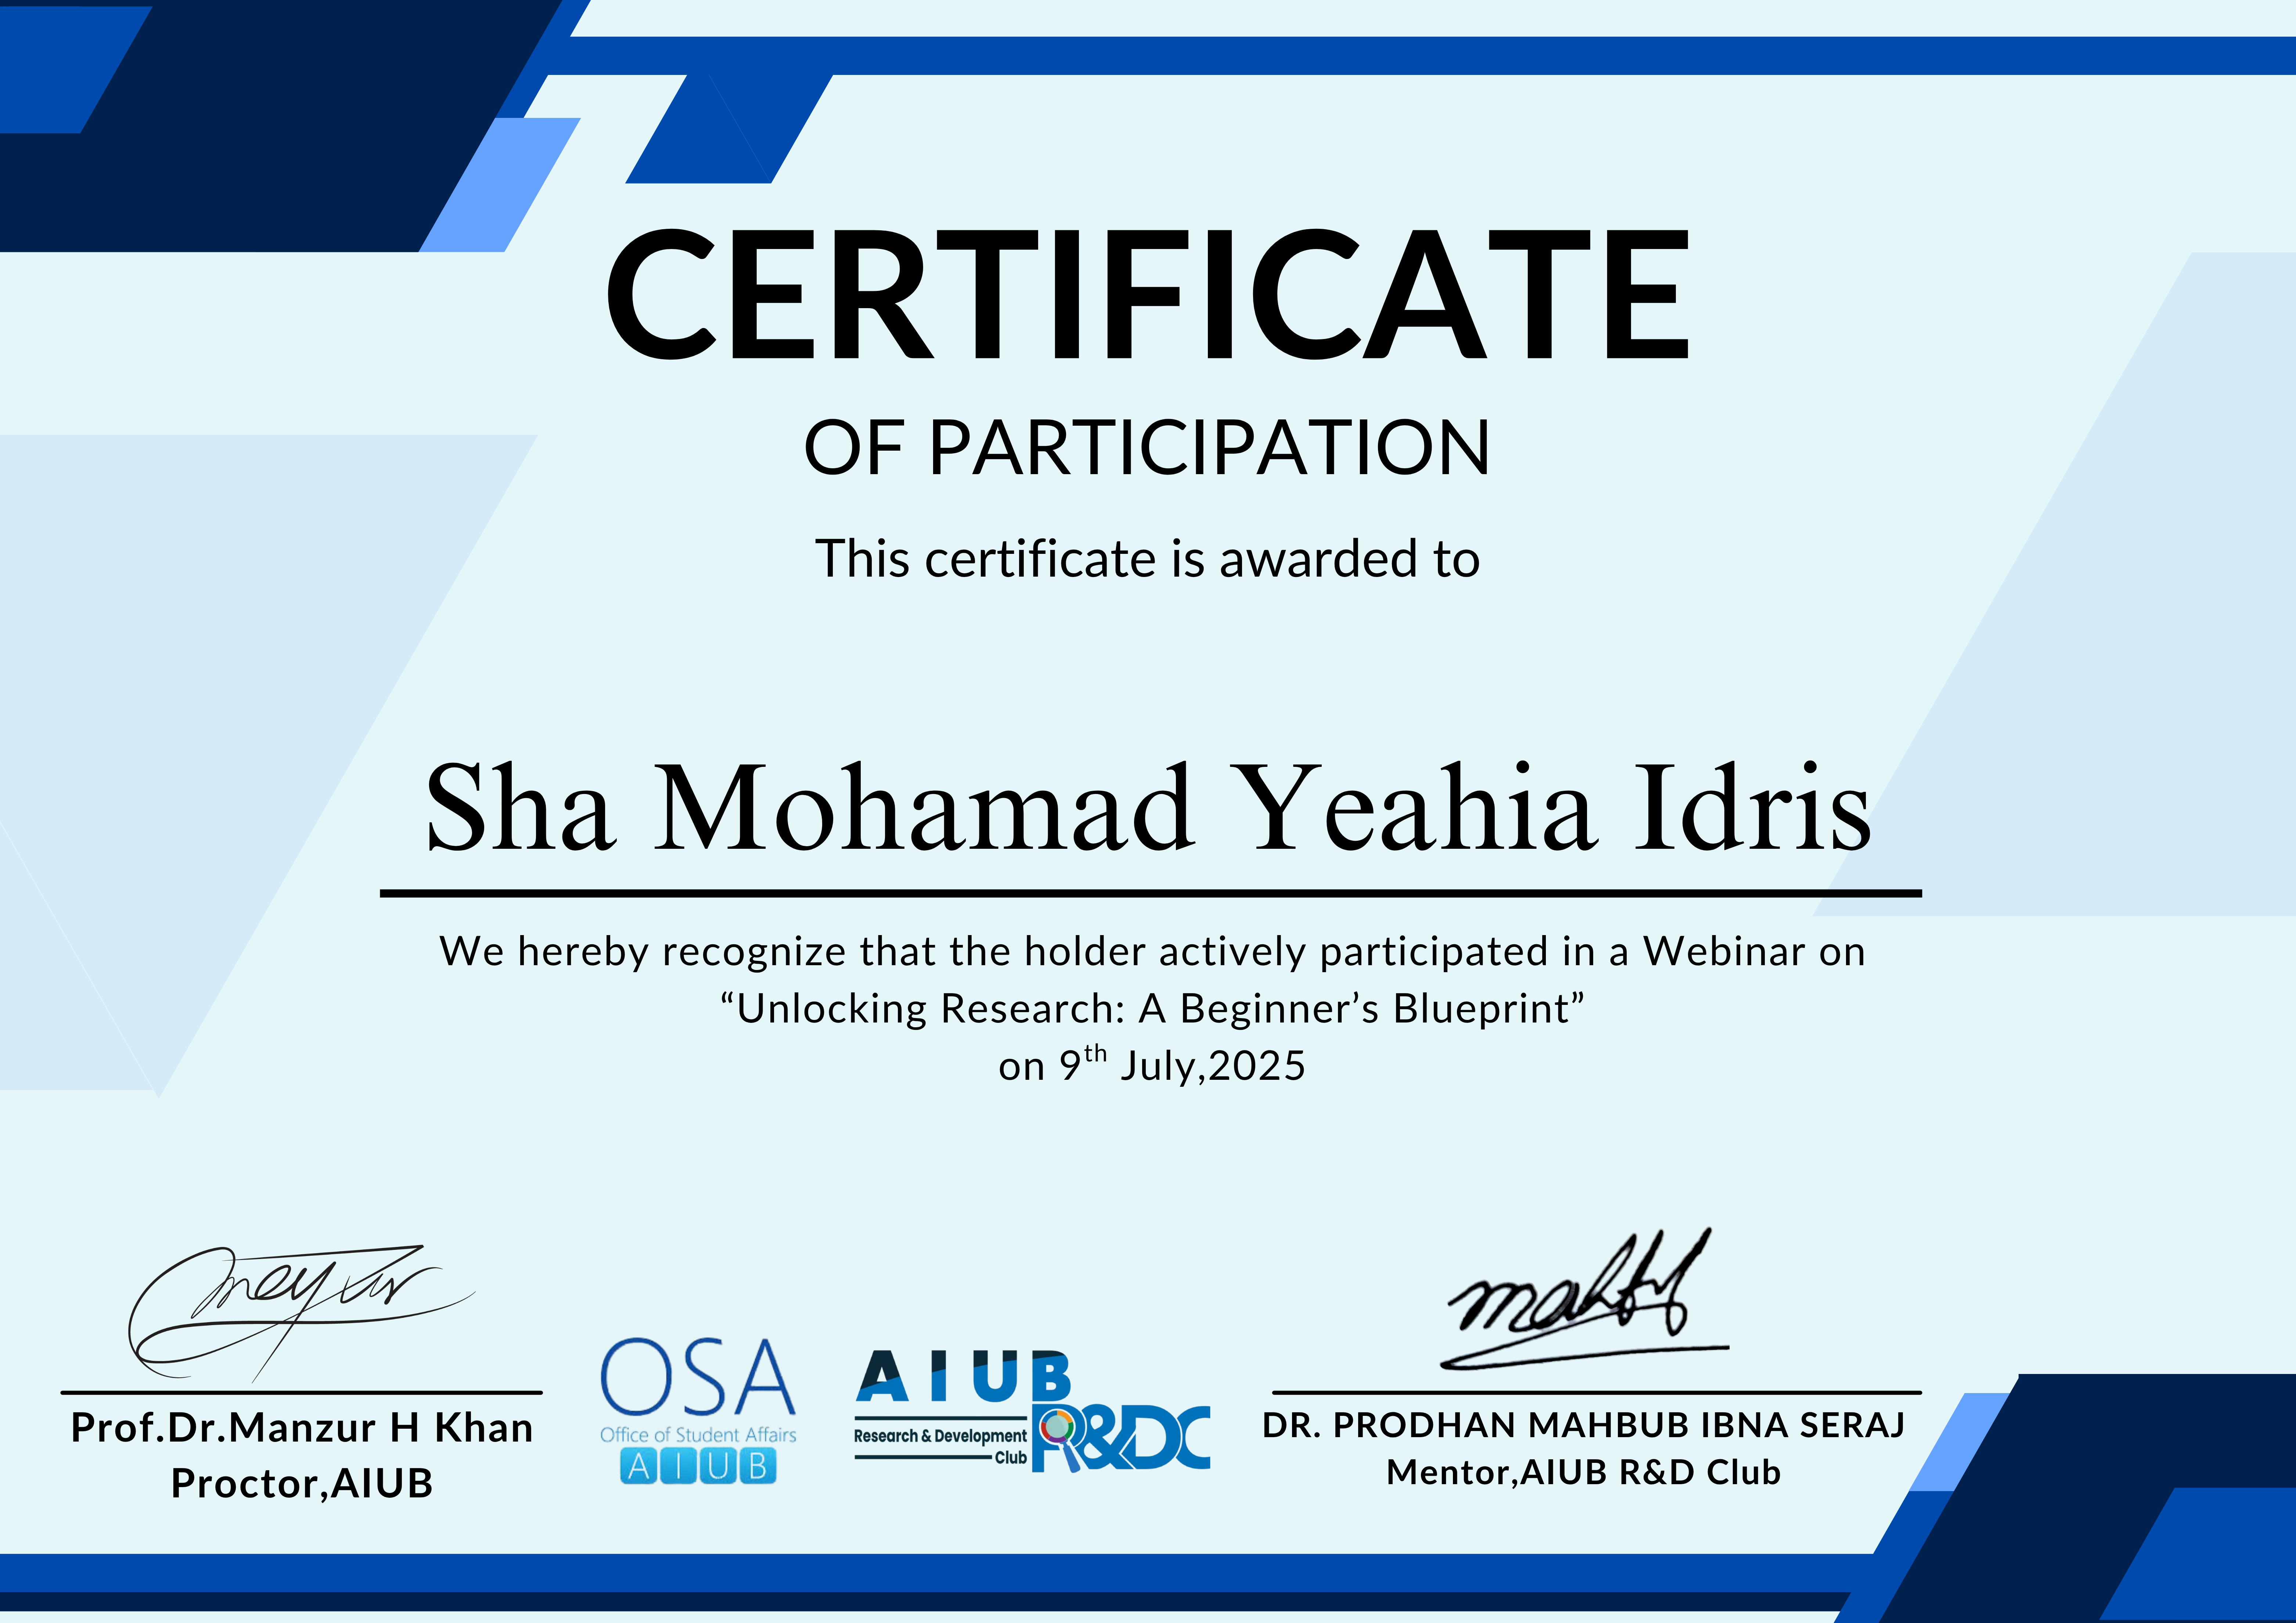 CERTIFICATE
OF PARTICIPATION
This certificate is awarded to
Sha Mohamad Yeahia Idris
We hereby recognize that the holder actively participated in a Webinar on
“Unlocking Research: A Beginner’s Blueprint”
on 9th July,2025
Prof.Dr.Manzur H Khan
Proctor,AIUB
OSA
Office of Student Affairs
AIUB
AIUB
Research & Development
Club
R&DC
DR. PRODHAN MAHBUB IBNA SERAJ
Mentor,AIUB R&D Club